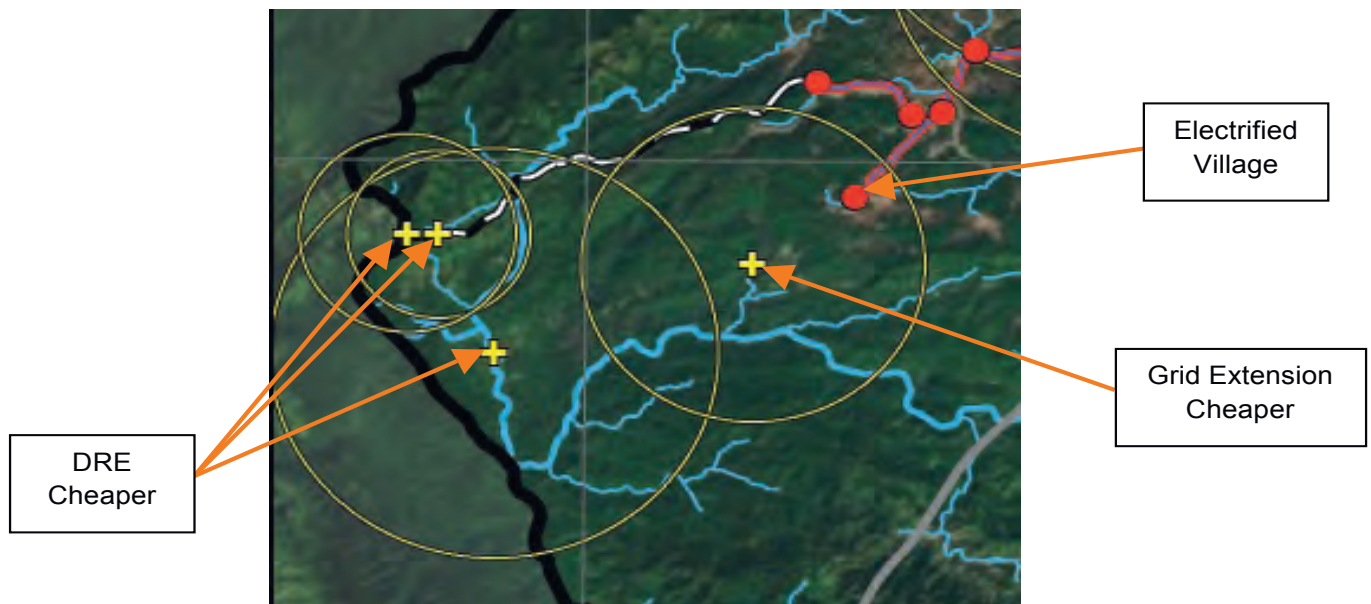 Electrified
Village
Grid Extension
Cheaper
DRE
Cheaper